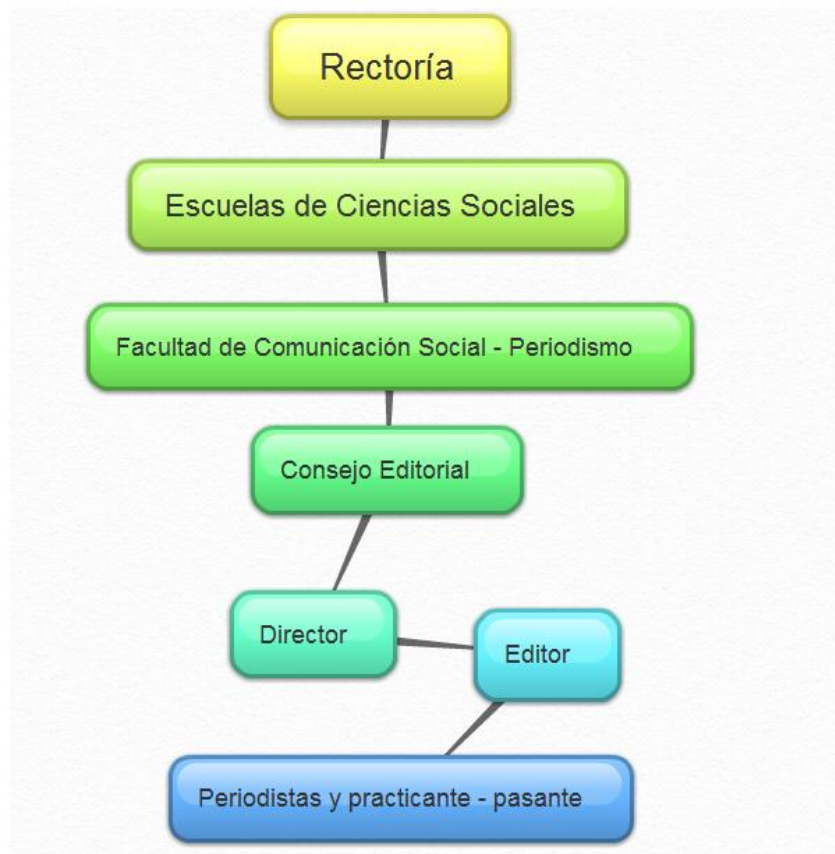 Rectoría
Escuelas de Ciencias Sociales
Facultad de Comunicación Social - Periodismo
Consejo Editorial
Director
Editor
Periodistas y practicante - pasante